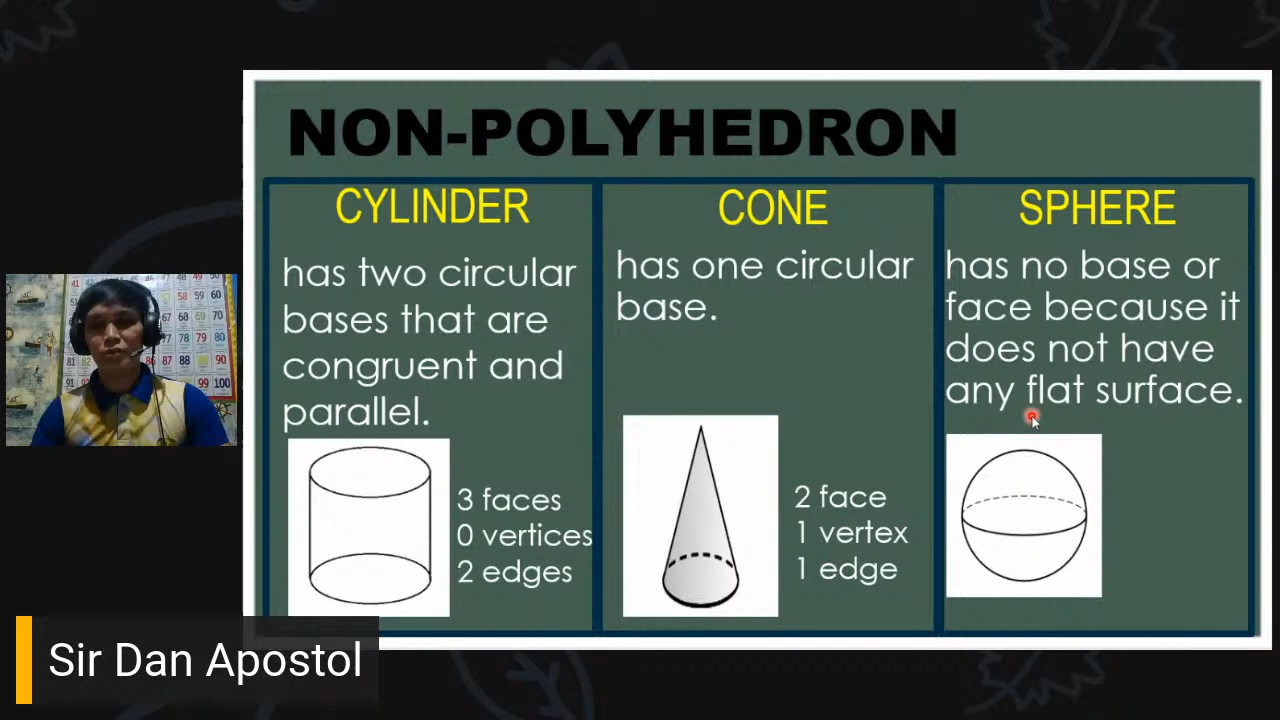 NON-POLYHEDRON
CYLINDER
has two circular
bases that are
congruent and
parallel.
3 faces
0 vertices
2 edges
CONE
has one circular
base.
2 face
1 vertex
1 edge
SPHERE
has no base or
face because it
does not have
any flat surface.
Sir Dan Apostol